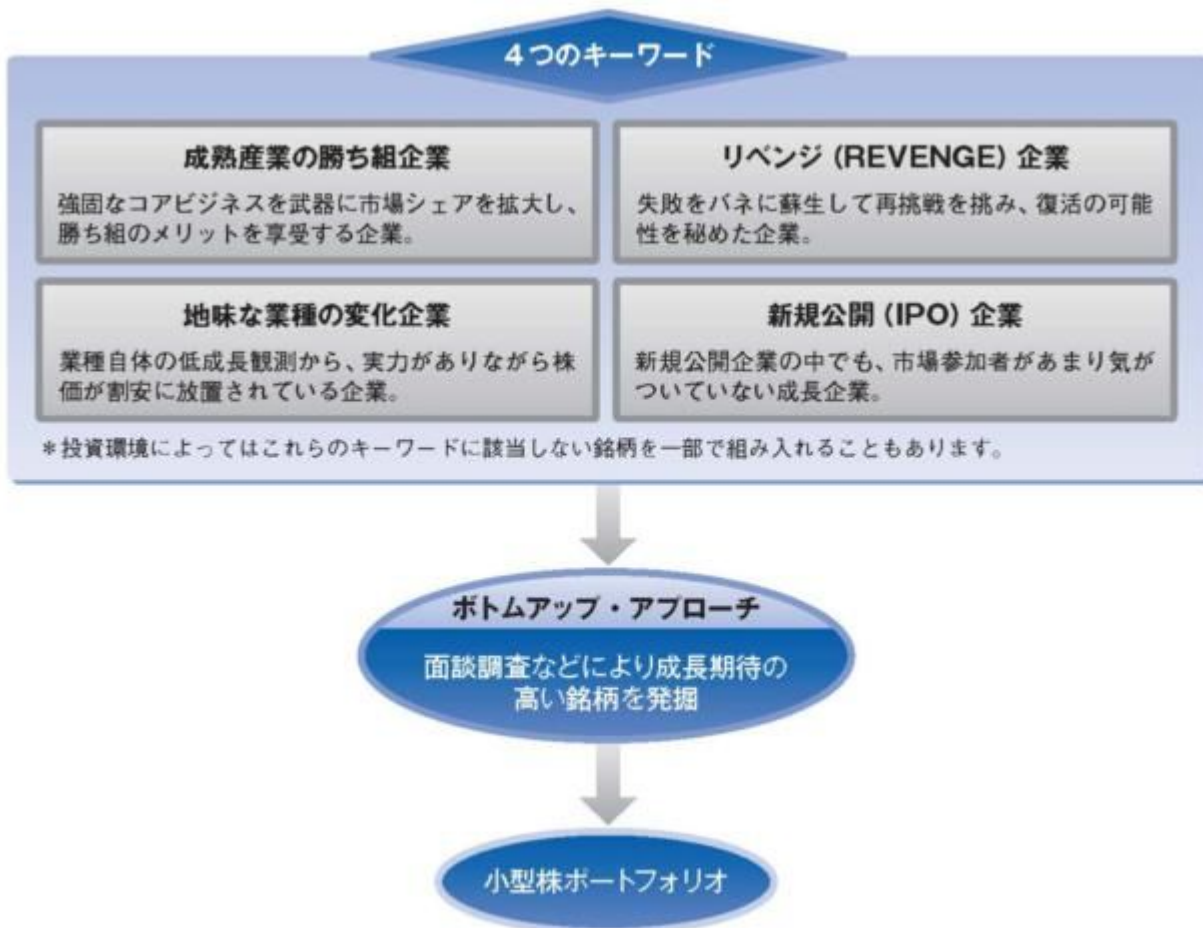 4つのキーワード
成熟産業の勝ち組企業
強固なコアビジネスを武器に市場シェアを拡大し、
勝ち組のメリットを享受する企業。
リベンジ (REVENGE) 企業
失敗をバネに蘇生して再挑戦を挑み、復活の可能
性を秘めた企業。
地味な業種の変化企業
業種自体の低成長観測から、実力がありながら株
価が割安に放置されている企業。
新規公開 (IPO) 企業
新規公開企業の中でも、市場参加者があまり気が
ついていない成長企業。
*投資環境によってはこれらのキーワードに該当しない銘柄を一部で組み入れることもあります。
ボトムアップ・アプローチ
面談調査などにより成長期待の
高い銘柄を発掘
小型株ポートフォリオ